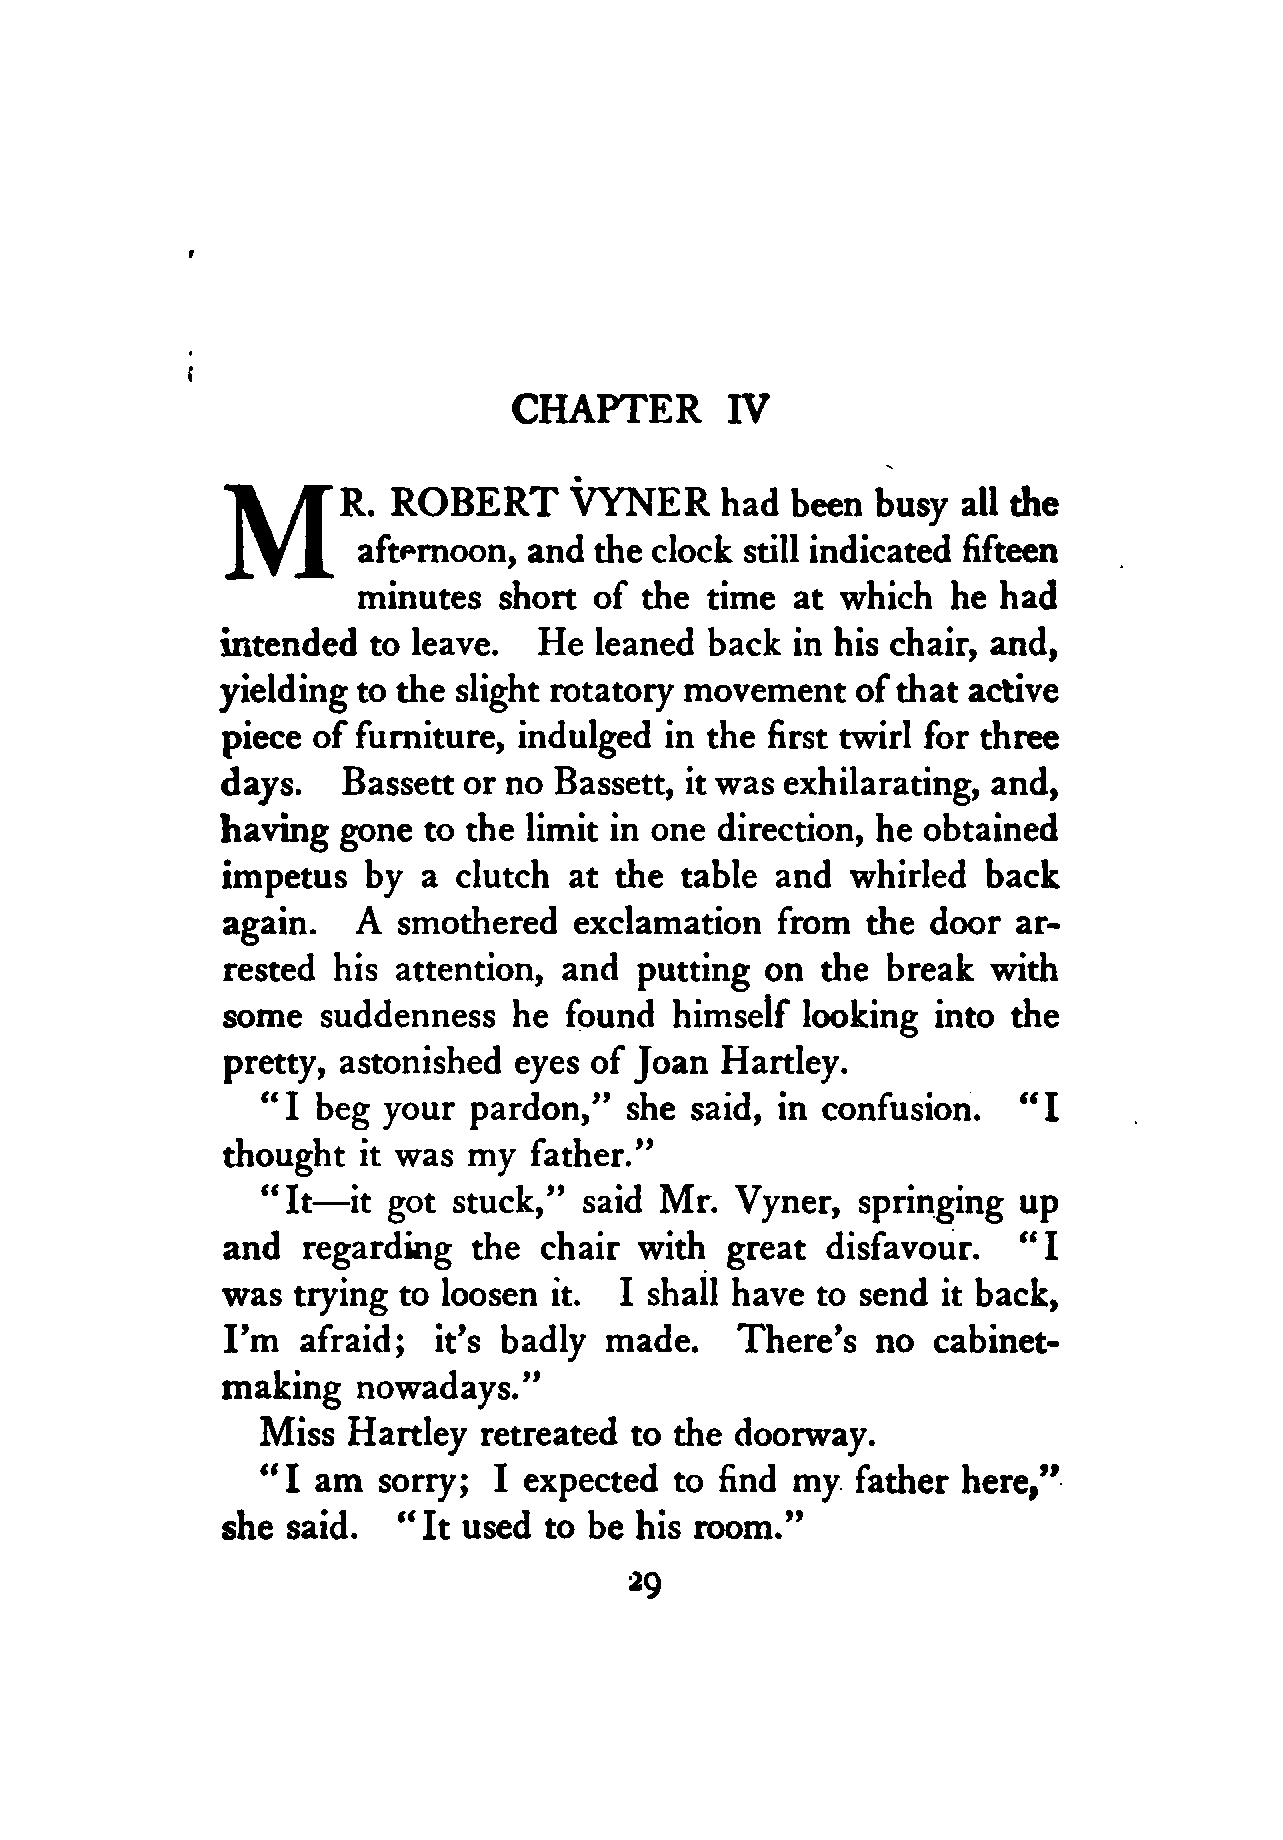 CHAPTER IV
MR. ROBERT VYNER had been busy all the
afternoon, and the clock still indicated fifteen
minutes short of the time at which he had
intended to leave. He leaned back in his chair, and,
yielding to the slight rotatory movement of that active
piece of furniture, indulged in the first twirl for three
days. Bassett or no Bassett, it was exhilarating, and,
having gone to the limit in one direction, he obtained
impetus by a clutch at the table and whirled back
again. A smothered exclamation from the door ar-
rested his attention, and putting on the break with
some suddenness he found himself looking into the
pretty, astonished eyes of Joan Hartley.
"I beg your pardon," she said, in confusion. "I
thought it was my father."
"It—it got stuck," said Mr. Vyner, springing up
and regarding the chair with great disfavour. "I
was trying to loosen it. I shall have to send it back,
I'm afraid; it's badly made. There's no cabinet-
making nowadays."
Miss Hartley retreated to the doorway.
"I am sorry; I expected to find my father here,"
she said. "It used to be his room."
29